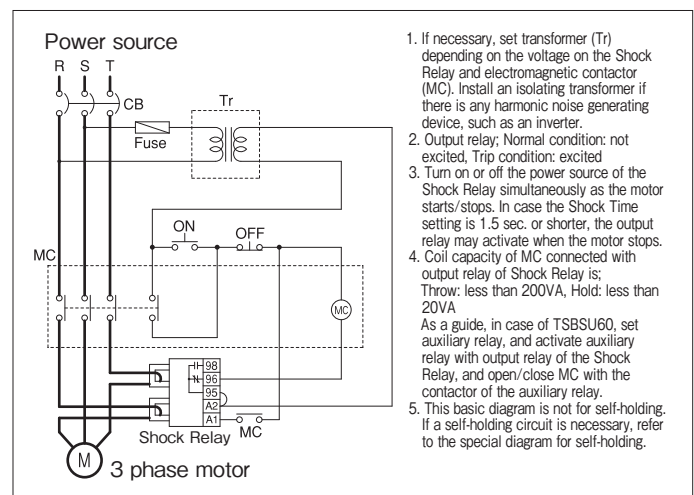 Power source
R S T
CB
Tr
Fuse
ON
OFF
MC
MC
98
96
95
A2
A1
Shock Relay
MC
M
3 phase motor
1. If necessary, set transformer (Tr)
depending on the voltage on the Shock
Relay and electromagnetic contactor
(MC). Install an isolating transformer if
there is any harmonic noise generating
device, such as an inverter.
2. Output relay; Normal condition: not
excited, Trip condition: excited
3. Turn on or off the power source of the
Shock Relay simultaneously as the motor
starts/stops. In case the Shock Time
setting is 1.5 sec. or shorter, the output
relay may activate when the motor stops.
4. Coil capacity of MC connected with
output relay of Shock Relay is;
Throw: less than 200VA, Hold: less than
20VA
As a guide, in case of TSBSU60, set
auxiliary relay, and activate auxiliary
relay with output relay of the Shock
Relay, and open/close MC with the
contactor of the auxiliary relay.
5. This basic diagram is not for self-holding.
If a self-holding circuit is necessary, refer
to the special diagram for self-holding.